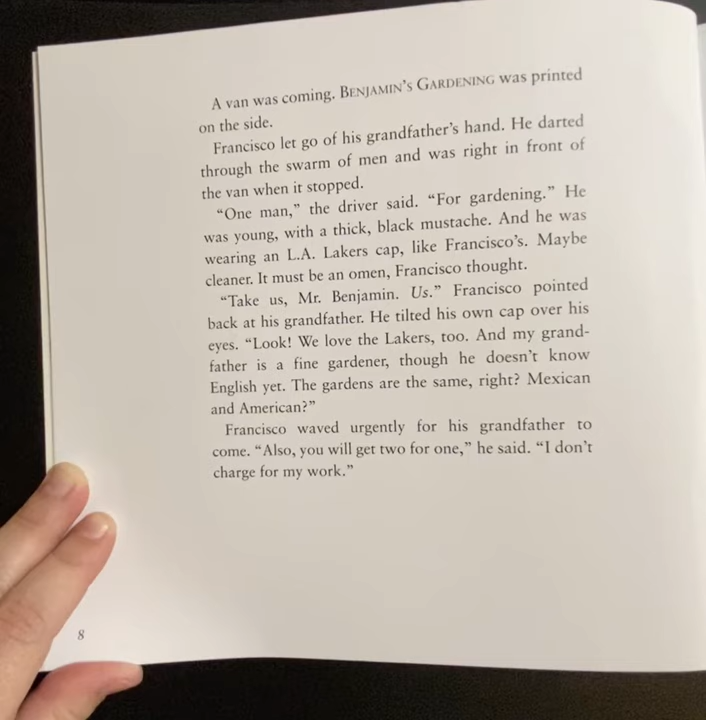 A van was coming. BENJAMIN'S GARDENING was printed
on the side.
Francisco let go of his grandfather's hand. He darted
through the swarm of men and was right in front of
the van when it stopped.
“One man,” the driver said. “For gardening.” He
was young, with a thick, black mustache. And he was
wearing an L.A. Lakers cap, like Francisco's. Maybe
cleaner. It must be an omen, Francisco thought.
“Take us, Mr. Benjamin. Us.” Francisco pointed
back at his grandfather. He tilted his own cap over his
eyes. “Look! We love the Lakers, too. And my grand-
father is a fine gardener, though he doesn't know
English yet. The gardens are the same, right? Mexican
and American?”
Francisco waved urgently for his grandfather to
come. “Also, you will get two for one,” he said. “I don't
charge for my work.”
8